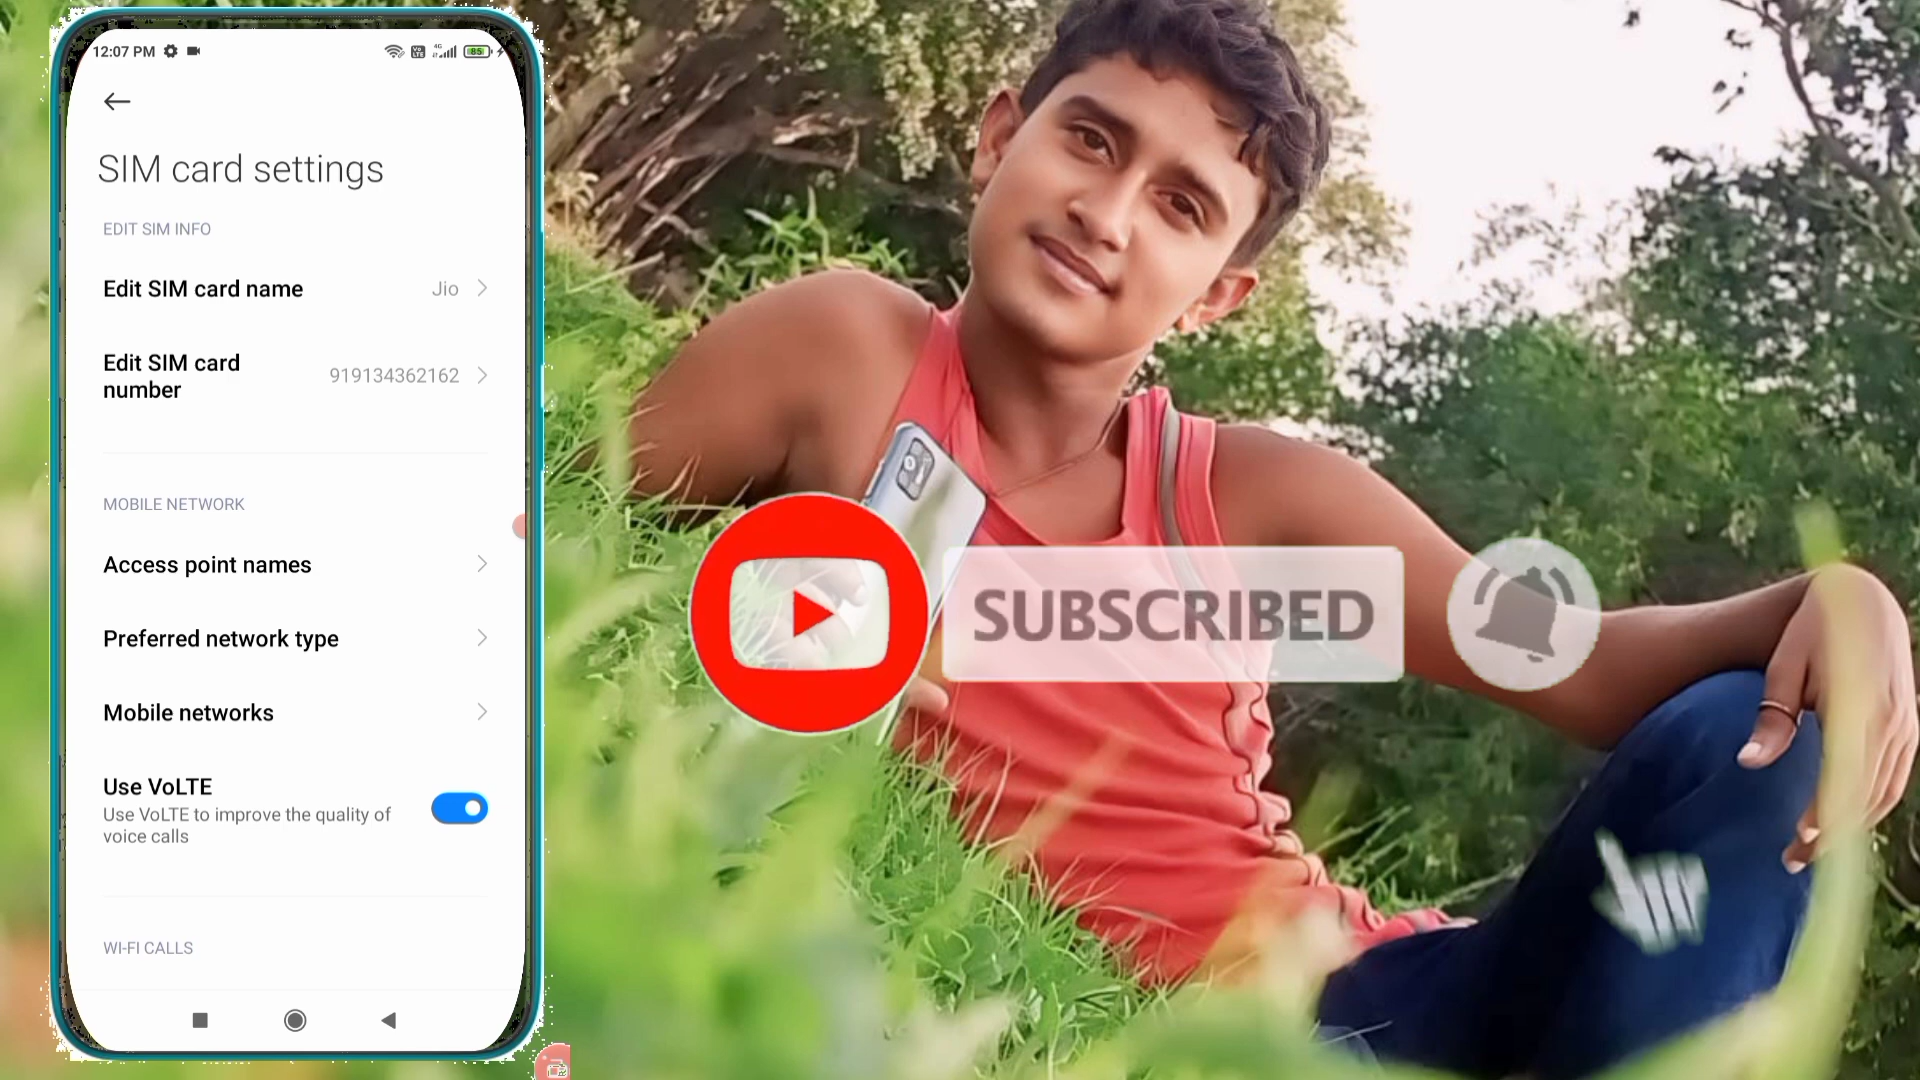 12:07 PM
85
SIM card settings
EDIT SIM INFO
Edit SIM card name
Jio
Edit SIM card
number
919134362162
MOBILE NETWORK
Access point names
Preferred network type
Mobile networks
Use VoLTE
Use VoLTE to improve the quality of
voice calls
WI-FI CALLS
SUBSCRIBED